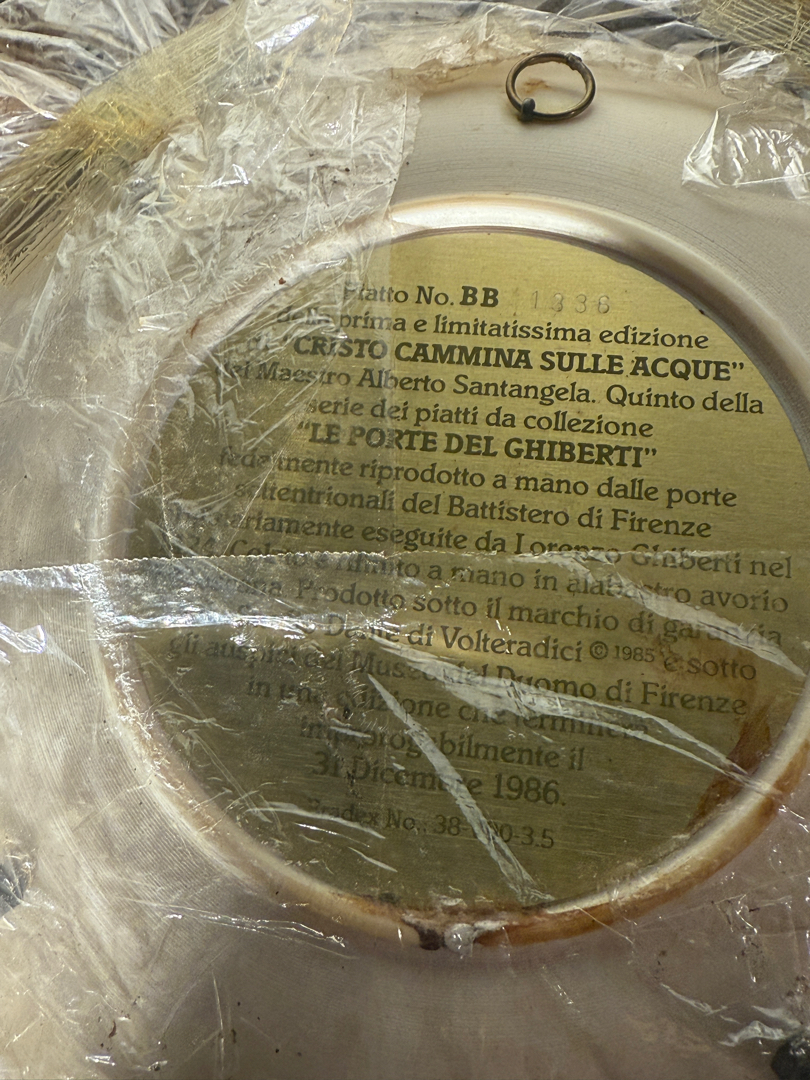 Piatto No. BB 1336
della prima e limitatissima edizione
di "CRISTO CAMMINA SULLE ACQUE"
del Maestro Alberto Santangela. Quinto della
serie dei piatti da collezione
"LE PORTE DEL GHIBERTI"
fedelmente riprodotto a mano dalle porte
settentrionali del Battistero di Firenze
eseguite da Lorenzo Ghiberti nel
rifinito a mano in alabastro avorio
Prodotto sotto il marchio di garanzia
Dante di Volteradici © 1985 e sotto
gli auspici del Museo del Duomo di Firenze
in una edizione che terminerà
improrogabilmente il
31 Dicembre 1986.
Bradex No.: 38-3.5